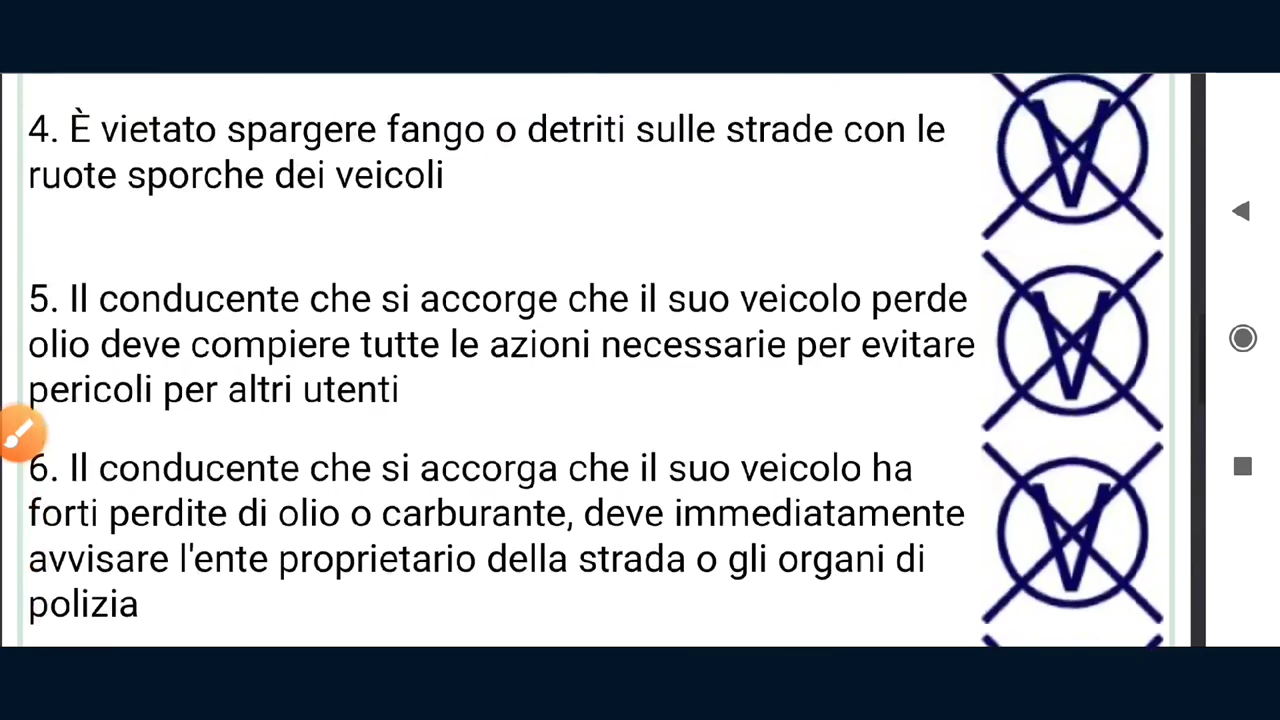 4. È vietato spargere fango o detriti sulle strade con le
ruote sporche dei veicoli
V
5. Il conducente che si accorge che il suo veicolo perde
olio deve compiere tutte le azioni necessarie per evitare
pericoli per altri utenti
V
6. Il conducente che si accorga che il suo veicolo ha
forti perdite di olio o carburante, deve immediatamente
avvisare l'ente proprietario della strada o gli organi di
polizia
V